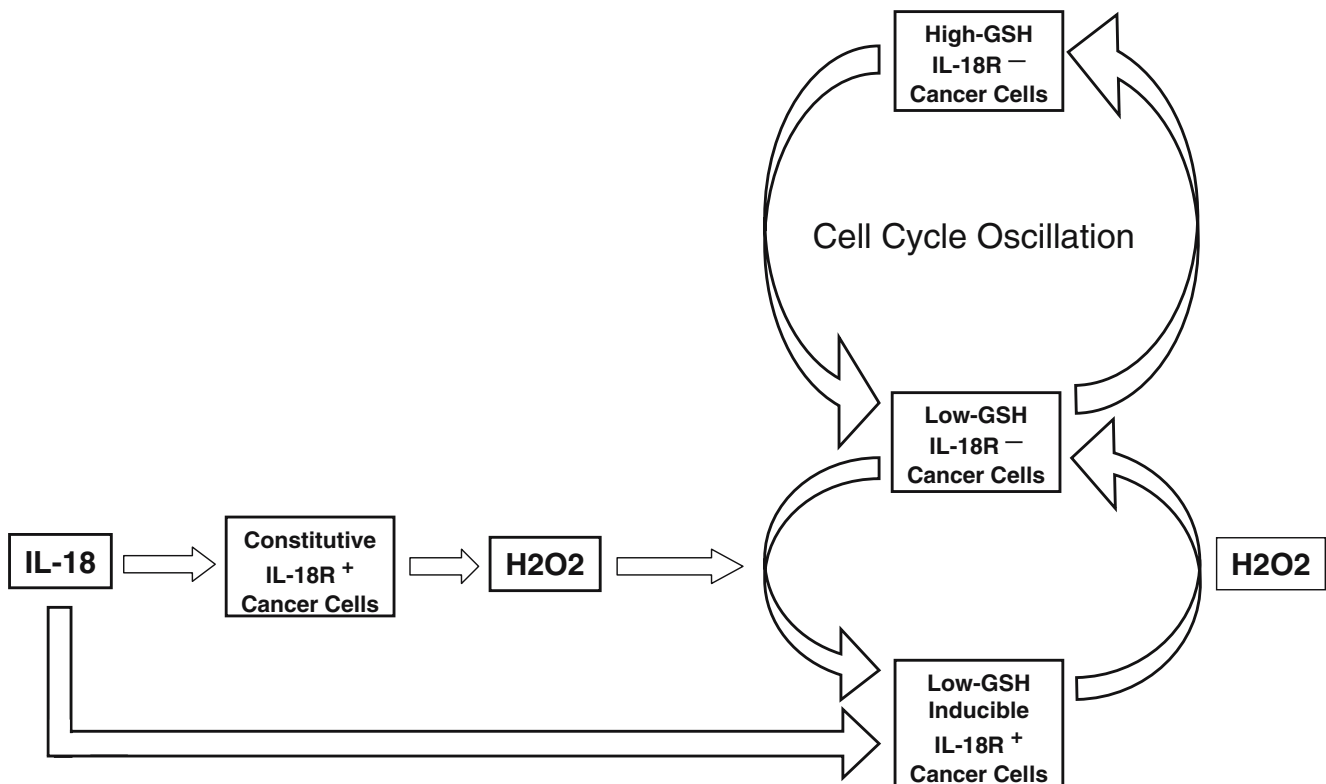 High-GSH
IL-18R —
Cancer Cells
Cell Cycle Oscillation
Low-GSH
IL-18R —
Cancer Cells
IL-18
Constitutive
IL-18R +
Cancer Cells
H2O2
H2O2
Low-GSH
Inducible
IL-18R +
Cancer Cells